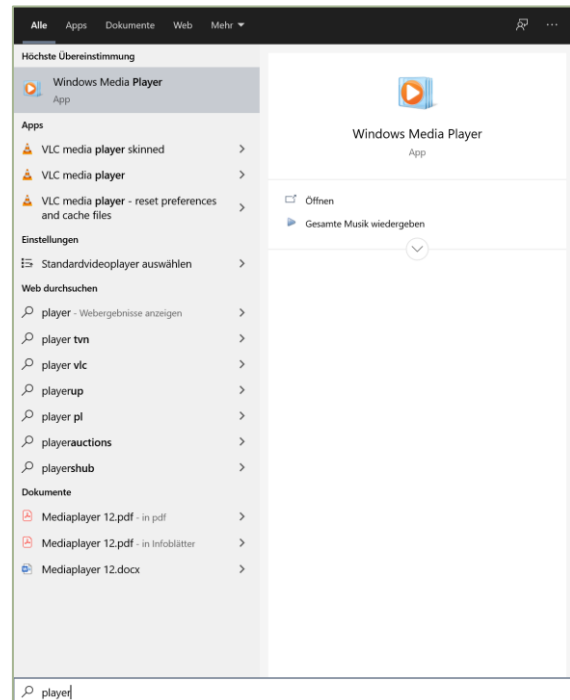 Alle Apps Dokumente Web Mehr
Höchste Übereinstimmung
Windows Media Player
App
Apps
VLC media player skinned
VLC media player
VLC media player - reset preferences
and cache files
Einstellungen
Standardvideoplayer auswählen
Web durchsuchen
player - Webergebnisse anzeigen
player tvn
player vlc
playerup
player pl
playerauctions
playershub
Dokumente
Mediaplayer 12.pdf - in pdf
Mediaplayer 12.pdf - in Infoblätter
Mediaplayer 12.docx
Windows Media Player
App
Öffnen
Gesamte Musik wiedergeben
player